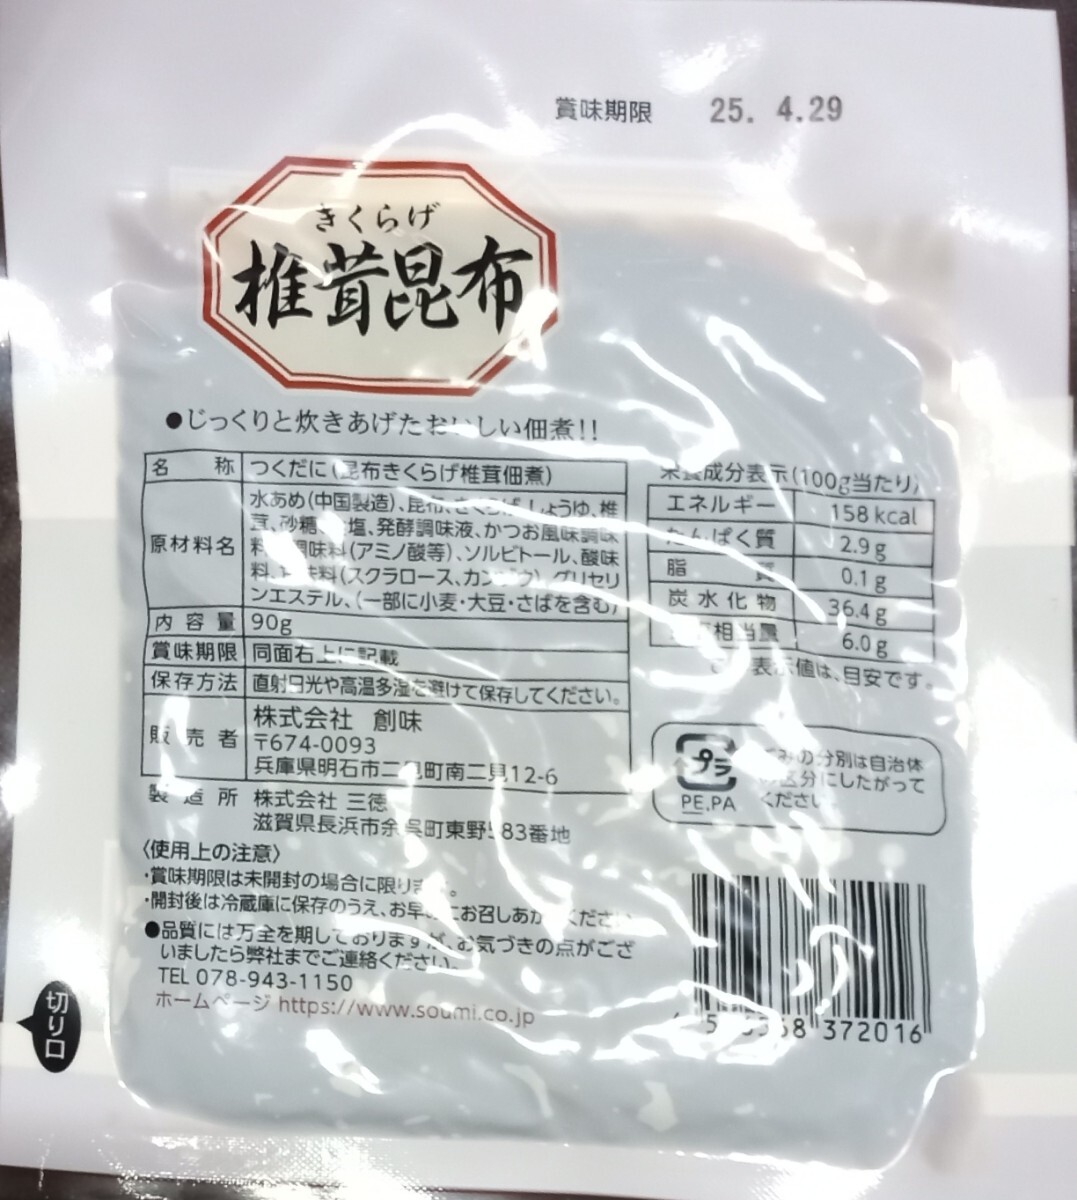 賞味期限 25. 4.29
きくらげ
椎茸昆布
●じっくりと炊きあげたおいしい佃煮!!
名 称 つくだに(昆布きくらげ椎茸佃煮)
原材料名 水あめ(中国製造)、昆布、きくらげ、しょうゆ、椎
茸、砂糖、食塩、発酵調味液、かつお風味調味
料、調味料(アミノ酸等)、ソルビトール、酸味
料、甘味料(スクラロース、カンゾウ)、グリセリ
ンエステル、(一部に小麦・大豆・さばを含む)
内 容 量 90g
賞味期限 同面右上に記載
保存方法 直射日光や高温多湿を避けて保存してください。
販 売 者 株式会社 創味
〒674-0093
兵庫県明石市二見町南二見12-6
製 造 所 株式会社 三徳
滋賀県長浜市余呉町東野 83番地
〈使用上の注意〉
・賞味期限は未開封の場合に限ります。
・開封後は冷蔵庫に保存のうえ、お早めにお召しあがりください
●品質には万全を期しておりますが、お気づきの点がござ
いましたら弊社までご連絡ください。
TEL 078-943-1150
ホームページ https://www.soumi.co.jp
栄養成分表示(100g当たり)
エネルギー 158 kcal
たんぱく質 2.9g
脂 質 0.1g
炭水化物 36.4g
相当量 6.0g
表示値は、目安です。
プラ
PE,PA
ごみの分別は自治体
の区分にしたがって
ください
372016
切り口